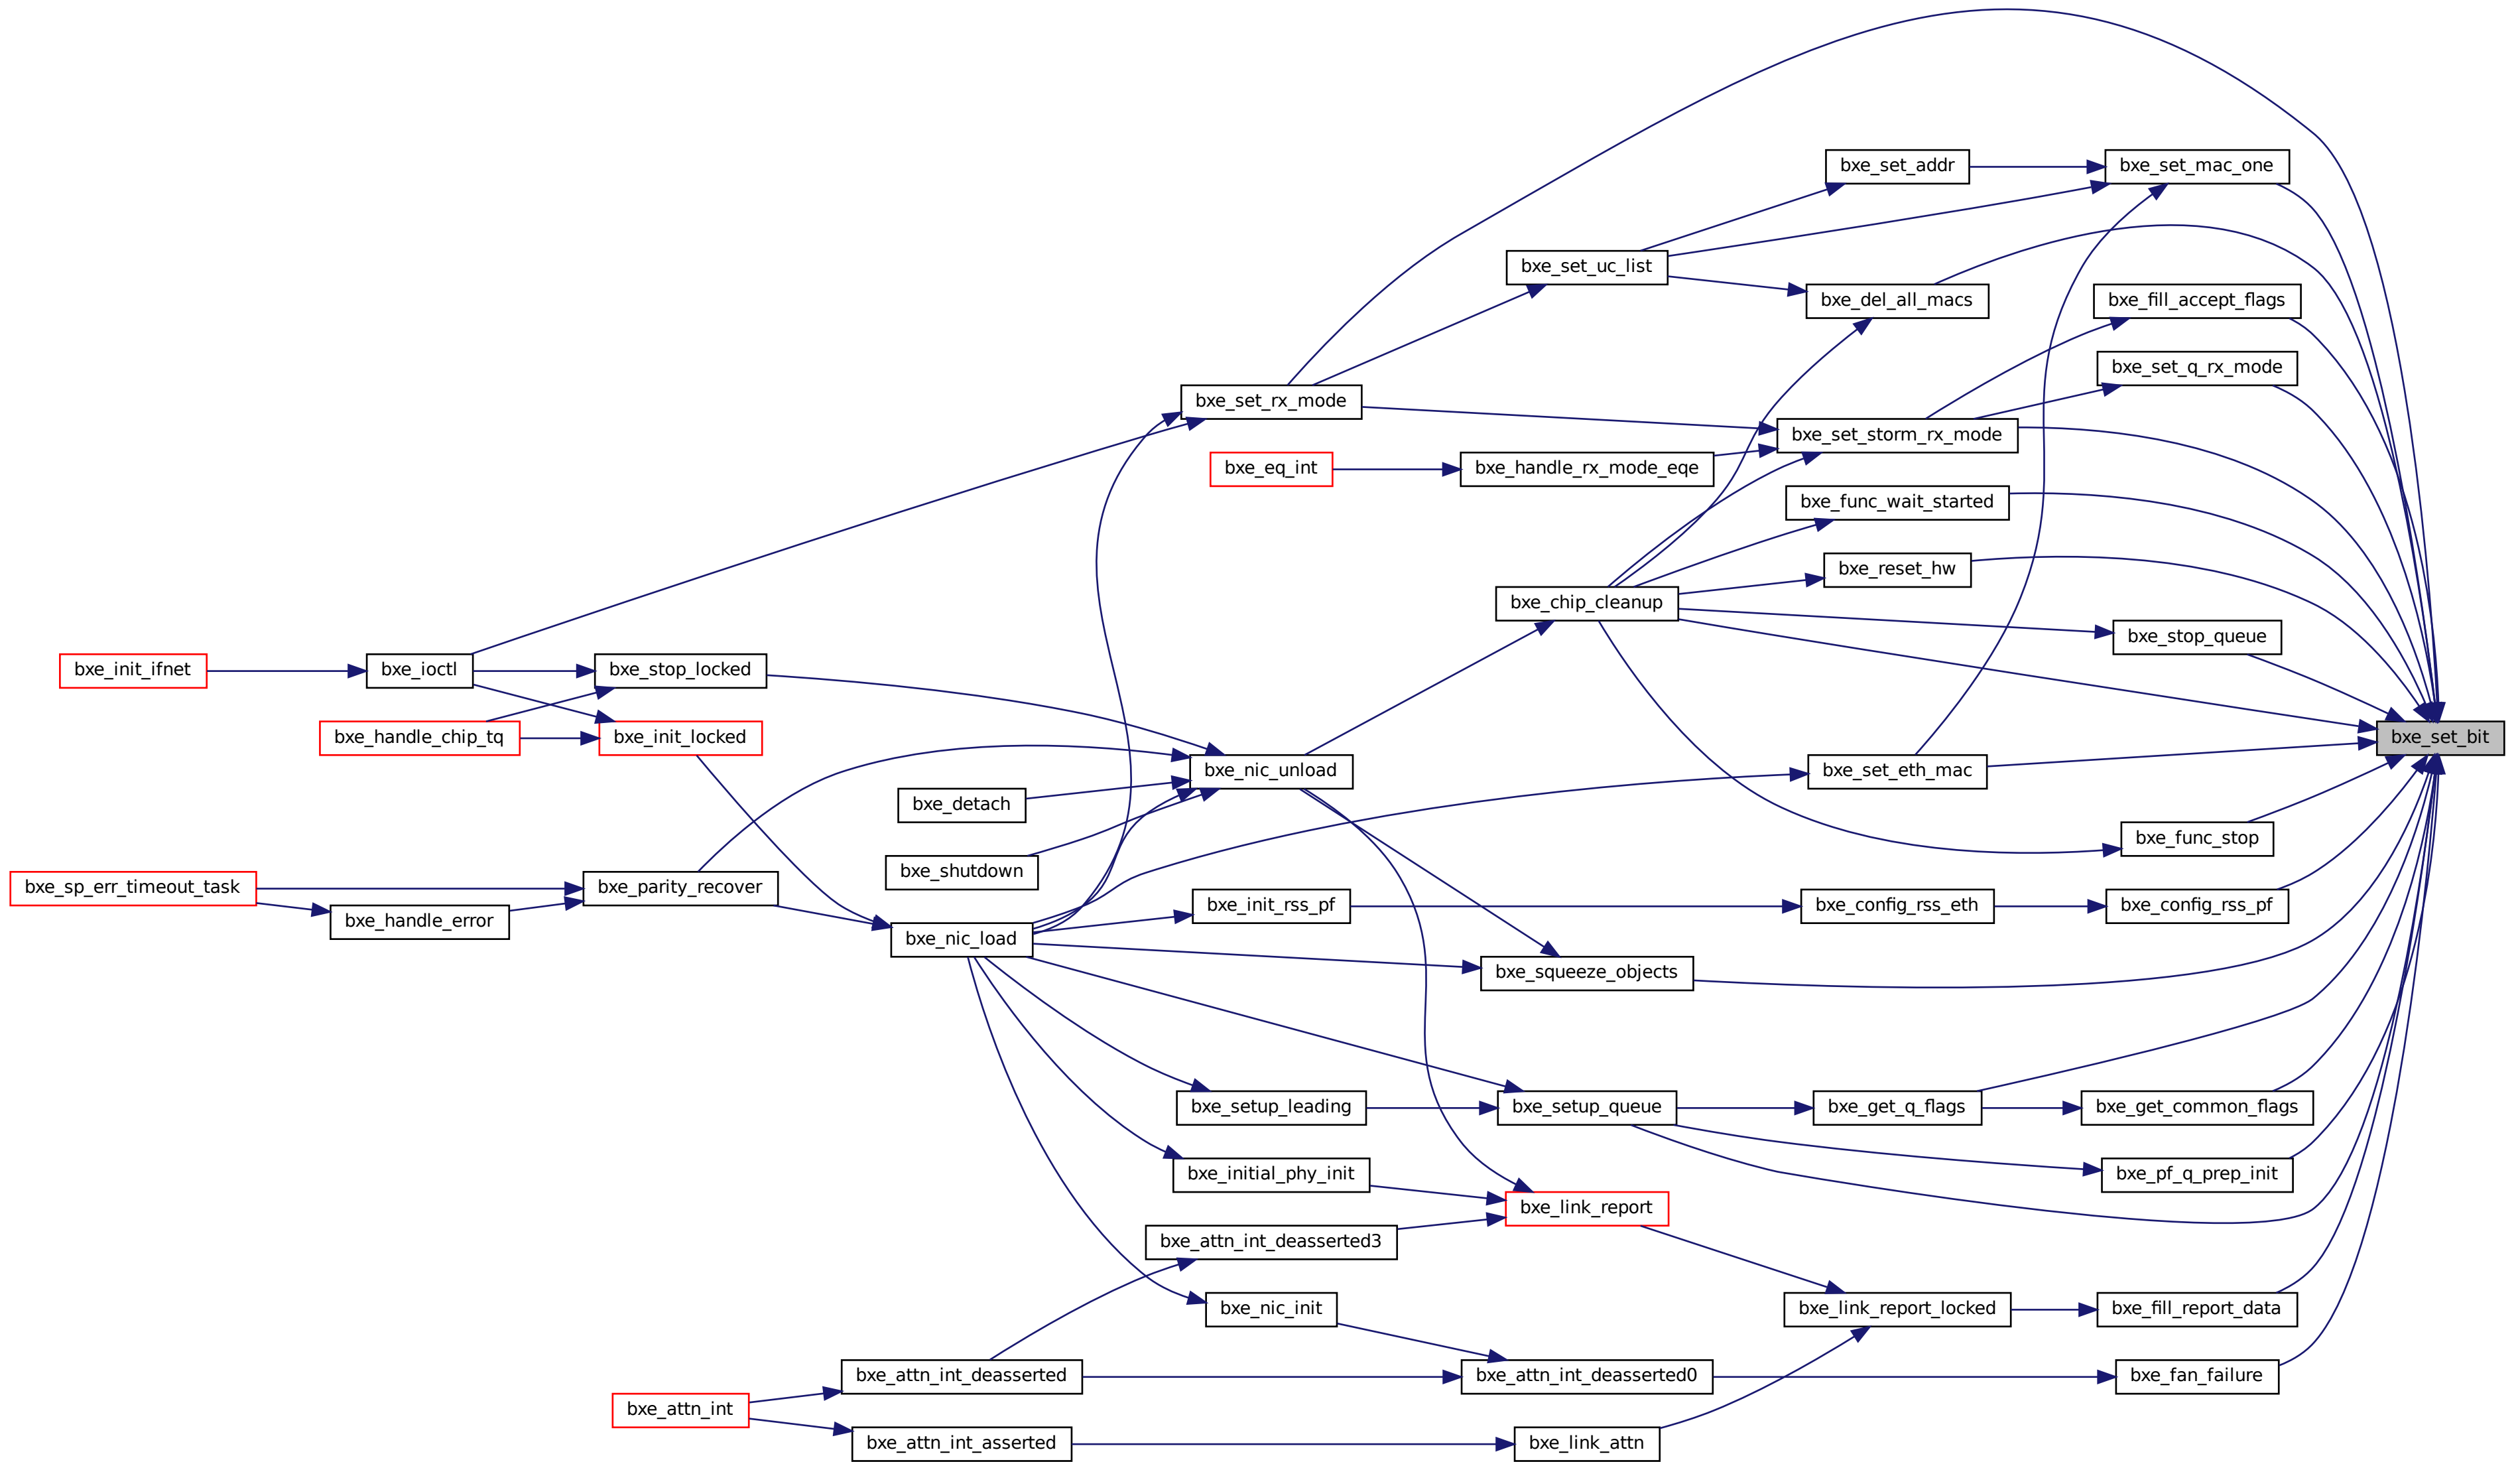 bxe_set_addr
bxe_set_mac_one
bxe_set_uc_list
bxe_del_all_macs
bxe_fill_accept_flags
bxe_set_q_rx_mode
bxe_set_rx_mode
bxe_set_storm_rx_mode
bxe_eq_int
bxe_handle_rx_mode_eqe
bxe_func_wait_started
bxe_reset_hw
bxe_chip_cleanup
bxe_stop_queue
bxe_init_ifnet
bxe_ioctl
bxe_stop_locked
bxe_handle_chip_tq
bxe_init_locked
bxe_set_bit
bxe_nic_unload
bxe_set_eth_mac
bxe_detach
bxe_func_stop
bxe_shutdown
bxe_sp_err_timeout_task
bxe_parity_recover
bxe_handle_error
bxe_init_rss_pf
bxe_config_rss_eth
bxe_config_rss_pf
bxe_nic_load
bxe_squeeze_objects
bxe_setup_leading
bxe_setup_queue
bxe_get_q_flags
bxe_get_common_flags
bxe_initial_phy_init
bxe_pf_q_prep_init
bxe_link_report
bxe_attn_int_deasserted3
bxe_nic_init
bxe_link_report_locked
bxe_fill_report_data
bxe_attn_int_deasserted
bxe_attn_int_deasserted0
bxe_fan_failure
bxe_attn_int
bxe_attn_int_asserted
bxe_link_attn